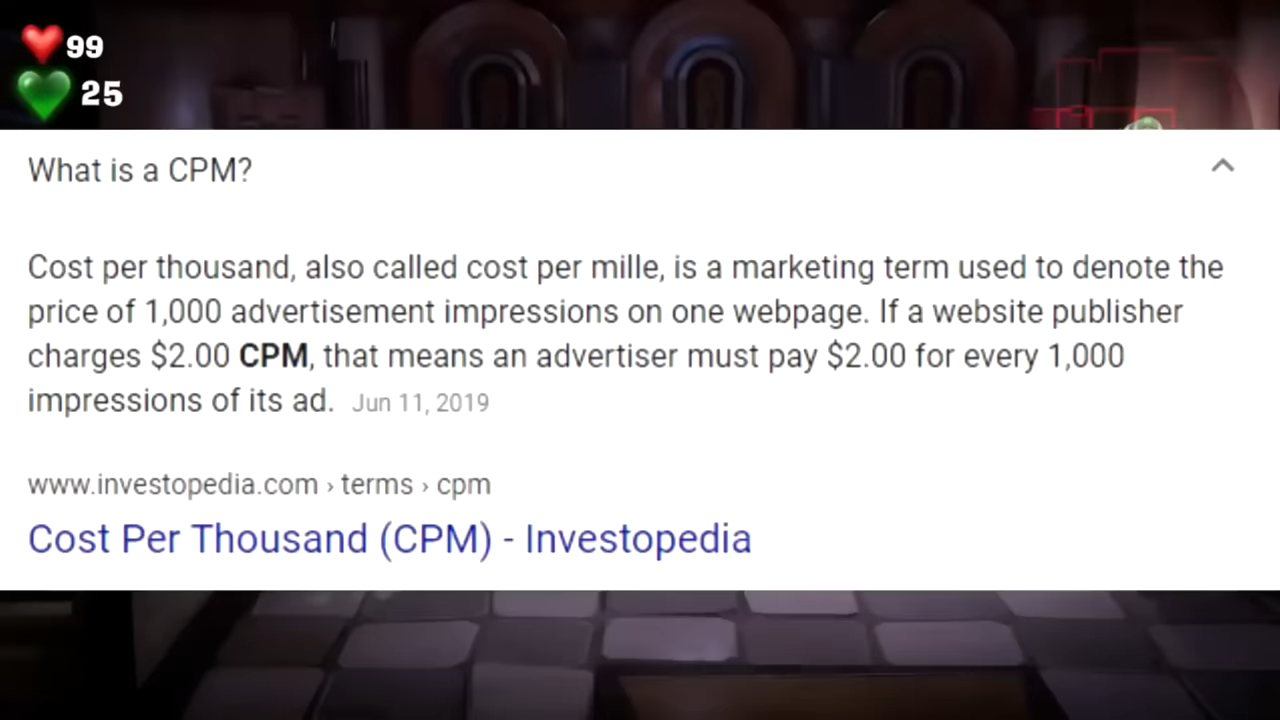 99
25
What is a CPM?
Cost per thousand, also called cost per mille, is a marketing term used to denote the
price of 1,000 advertisement impressions on one webpage. If a website publisher
charges $2.00 CPM, that means an advertiser must pay $2.00 for every 1,000
impressions of its ad. Jun 11, 2019
www.investopedia.com › terms › cpm
Cost Per Thousand (CPM) - Investopedia